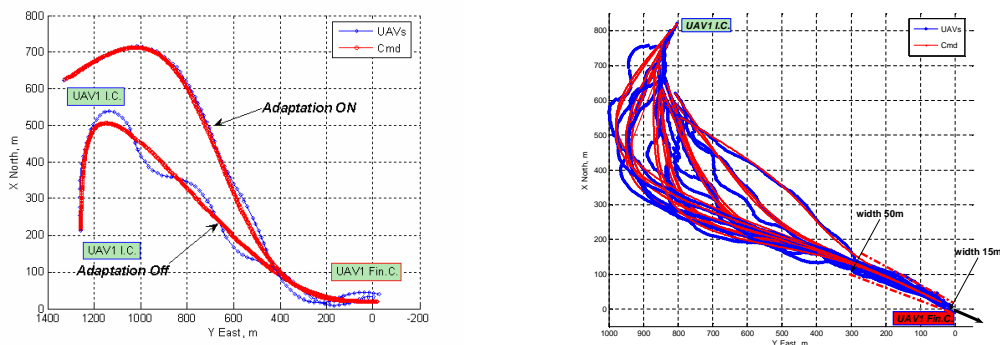 800
700
600
500
400
300
200
100
0
1400 1200 1000 800 600 400 200 0 -200
X North, m
Y East, m
UAVs
Cmd
UAV1 I.C.
Adaptation ON
UAV1 I.C.
Adaptation Off
UAV1 Fin.C.
800
700
600
500
400
300
200
100
0
1000 900 800 700 600 500 400 300 200 100 0
X North, m
Y East, m
UAV1 I.C.
UAVs
Cmd
width 50m
width 15m
UAV1 Fin.C.